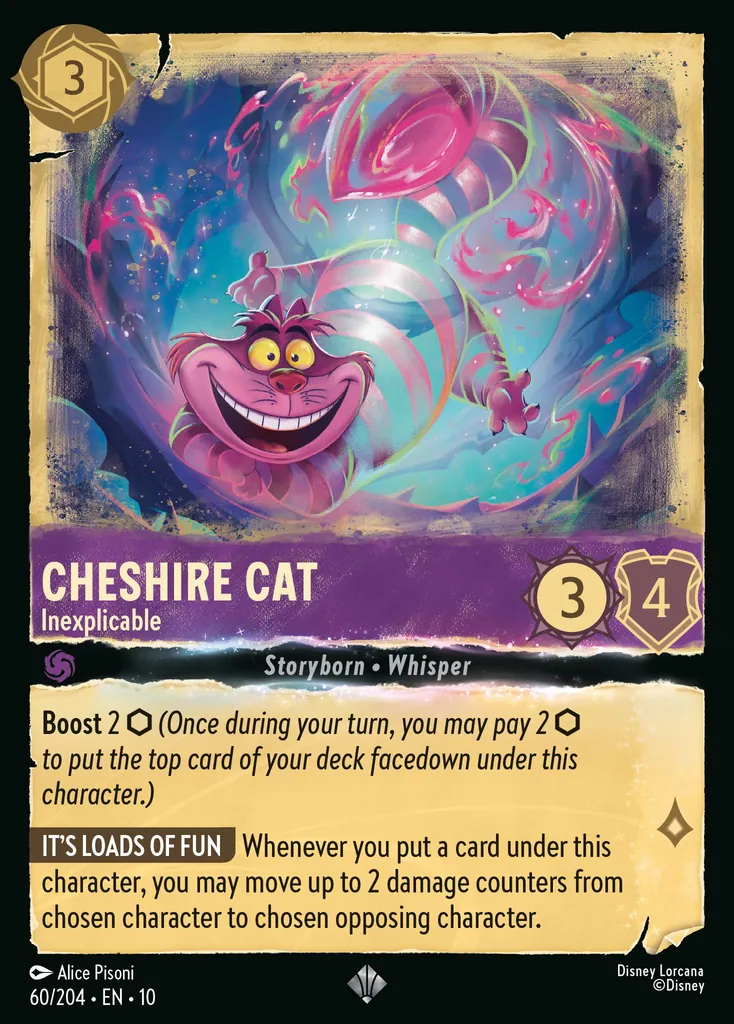 3
CHESHIRE CAT
Inexplicable
3
4
Storyborn • Whisper
Boost 2 ⬡ (Once during your turn, you may pay 2 ⬡
to put the top card of your deck facedown under this
character.)
IT'S LOADS OF FUN Whenever you put a card under this
character, you may move up to 2 damage counters from
chosen character to chosen opposing character.
Alice Pisoni
60/204 • EN • 10
Disney Lorcana
©Disney